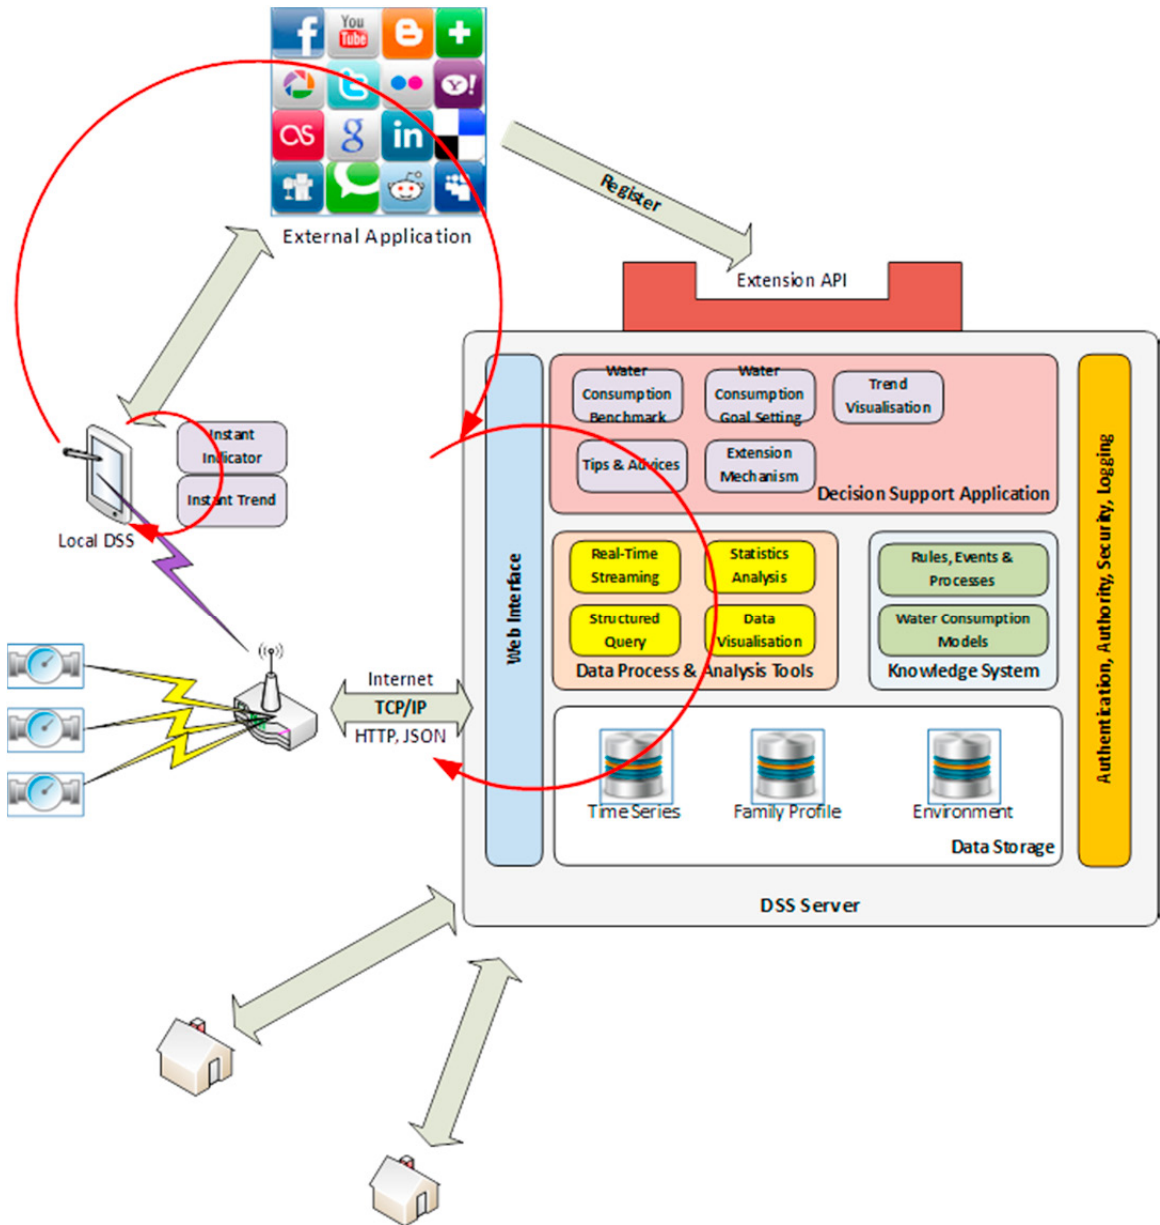 You
Tube
Y!
g
in
External Application
Register
Extension API
Water
Consumption
Benchmark
Water
Consumption
Goal Setting
Trend
Visualisation
Tips & Advices
Extension
Mechanism
Decision Support Application
Instant
Indicator
Instant Trend
Local DSS
Web Interface
Real-Time
Streaming
Statistics
Analysis
Structured
Query
Data
Visualisation
Data Process & Analysis Tools
Rules, Events &
Processes
Water Consumption
Models
Knowledge System
Authentication, Authority, Security, Logging
Internet
TCP/IP
HTTP, JSON
Time Series
Family Profile
Environment
Data Storage
DSS Server